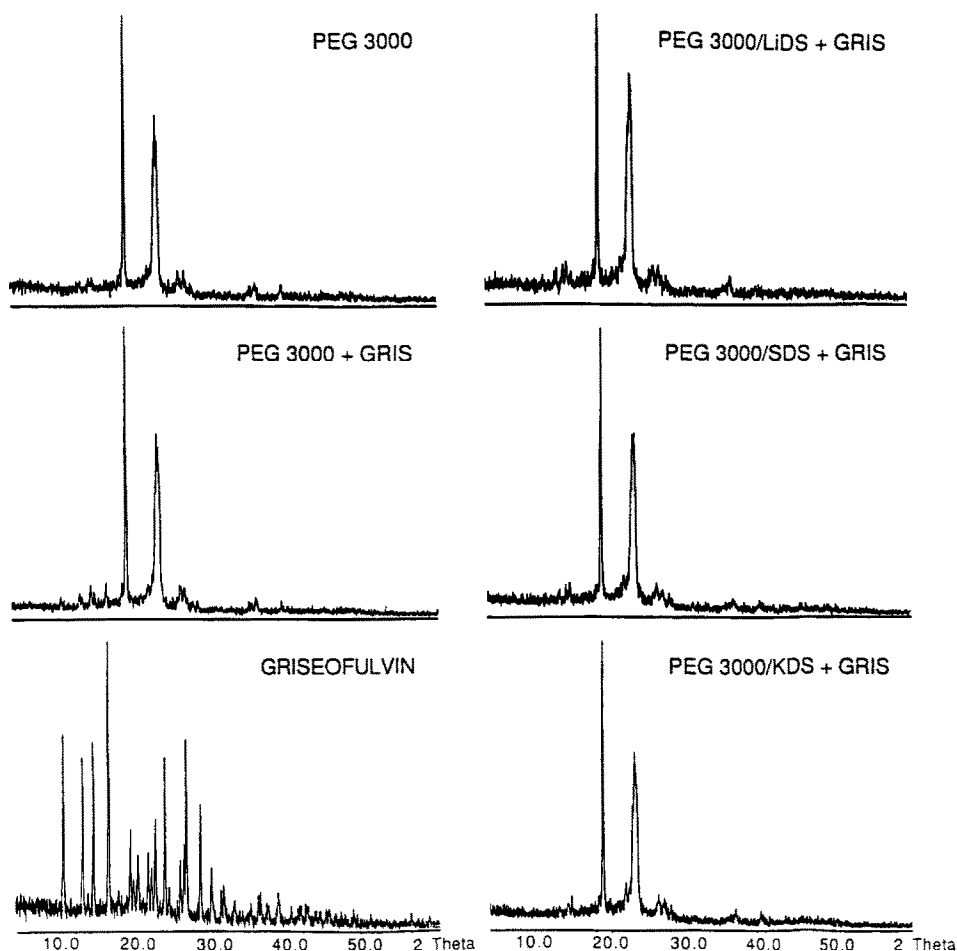 PEG 3000
PEG 3000/LiDS + GRIS
PEG 3000 + GRIS
PEG 3000/SDS + GRIS
GRISEOFULVIN
PEG 3000/KDS + GRIS
10.0 20.0 30.0 40.0 50.0 2 Theta
10.0 20.0 30.0 40.0 50.0 2 Theta